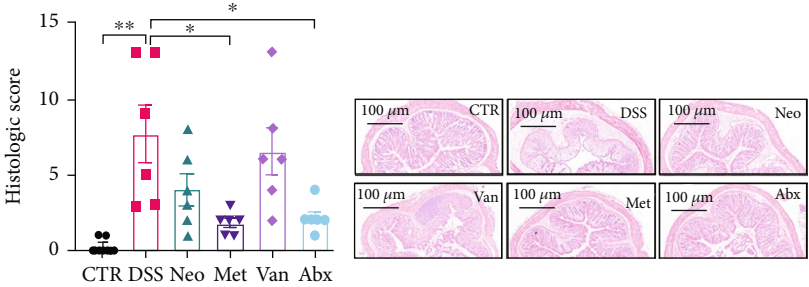 Histologic score
15
10
5
0
**
*
*
CTR DSS Neo Met Van Abx
100 μm CTR
100 μm DSS
100 μm Neo
100 μm Van
100 μm Met
100 μm Abx